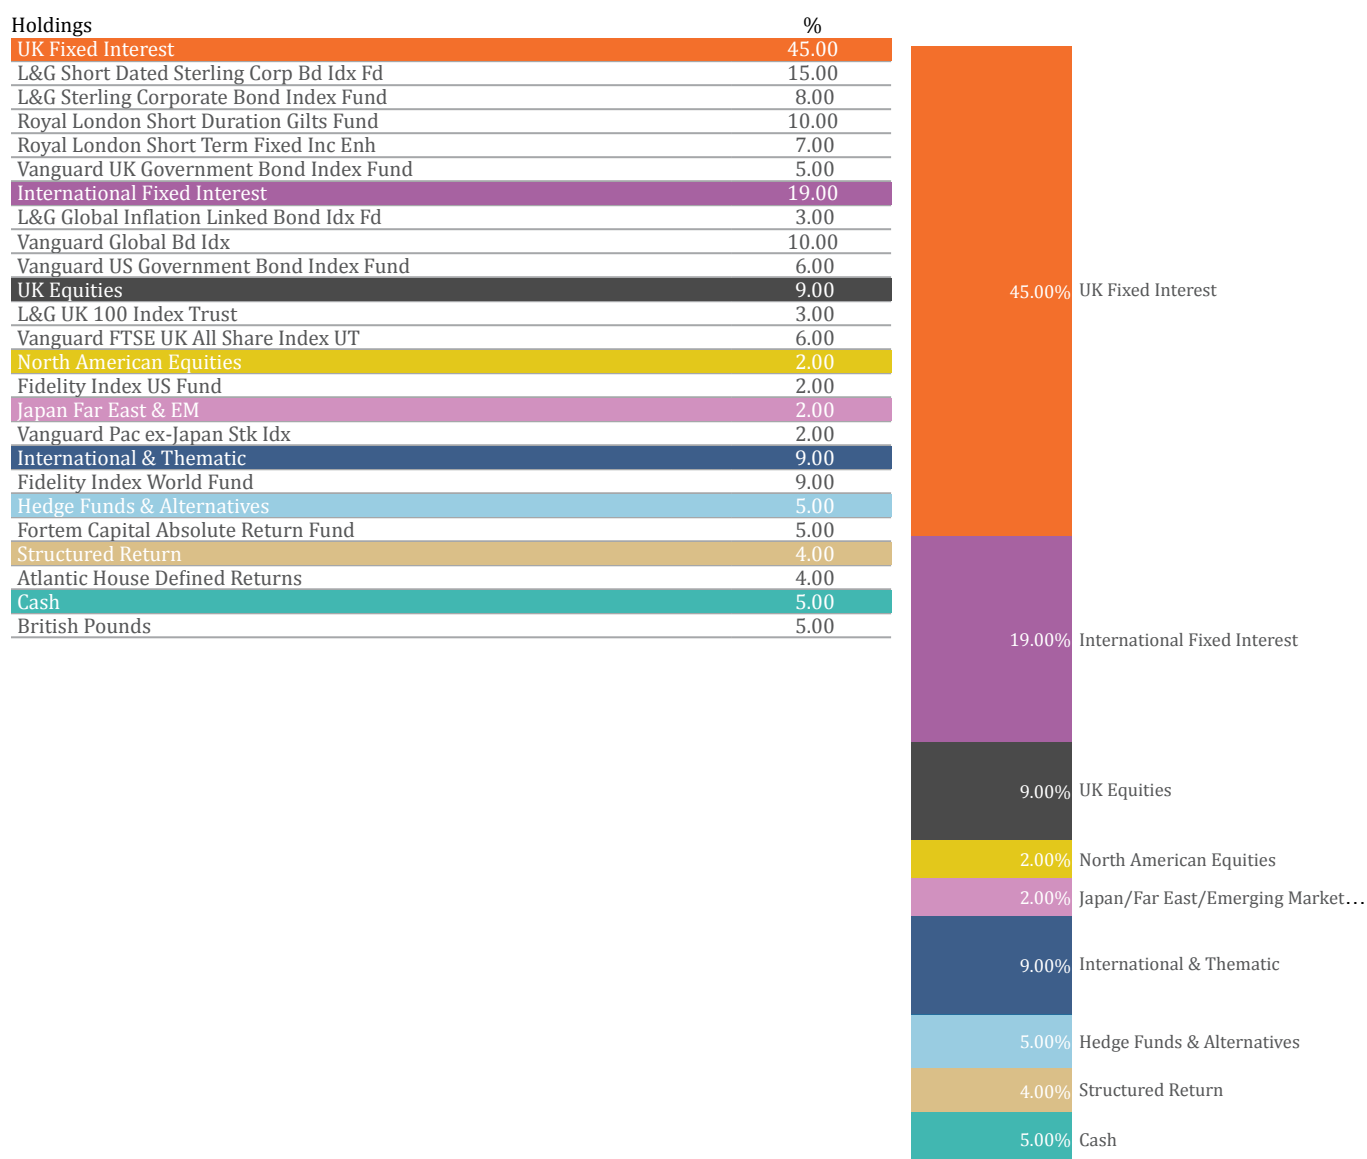 Holdings %
UK Fixed Interest 45.00
L&G Short Dated Sterling Corp Bd Idx Fd 15.00
L&G Sterling Corporate Bond Index Fund 8.00
Royal London Short Duration Gilts Fund 10.00
Royal London Short Term Fixed Inc Enh 7.00
Vanguard UK Government Bond Index Fund 5.00
International Fixed Interest 19.00
L&G Global Inflation Linked Bond Idx Fd 3.00
Vanguard Global Bd Idx 10.00
Vanguard US Government Bond Index Fund 6.00
UK Equities 9.00
L&G UK 100 Index Trust 3.00
Vanguard FTSE UK All Share Index UT 6.00
North American Equities 2.00
Fidelity Index US Fund 2.00
Japan Far East & EM 2.00
Vanguard Pac ex-Japan Stk Idx 2.00
International & Thematic 9.00
Fidelity Index World Fund 9.00
Hedge Funds & Alternatives 5.00
Fortem Capital Absolute Return Fund 5.00
Structured Return 4.00
Atlantic House Defined Returns 4.00
Cash 5.00
British Pounds 5.00
45.00% UK Fixed Interest
19.00% International Fixed Interest
9.00% UK Equities
2.00% North American Equities
2.00% Japan/Far East/Emerging Market...
9.00% International & Thematic
5.00% Hedge Funds & Alternatives
4.00% Structured Return
5.00% Cash